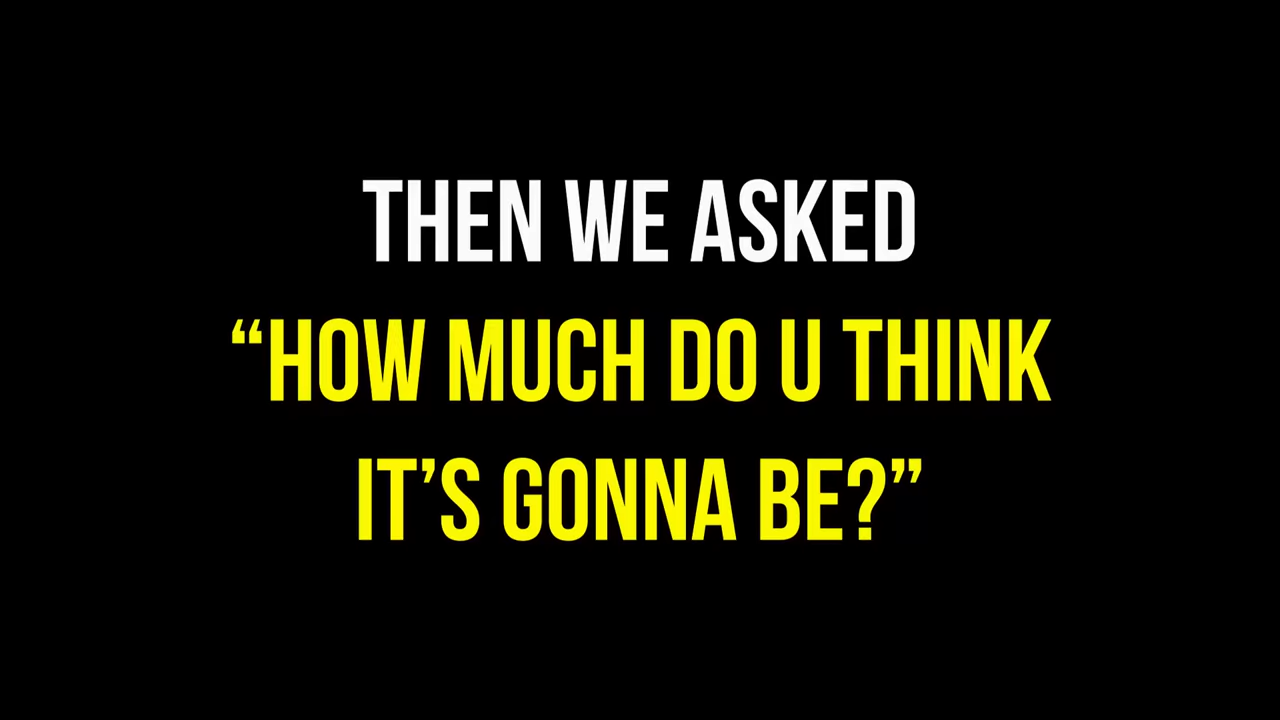 THEN WE ASKED
“HOW MUCH DO U THINK
IT’S GONNA BE?”